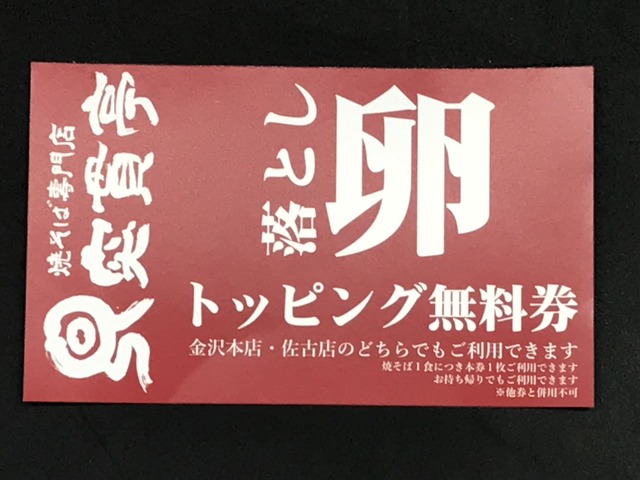 焼そば専門店
突貫亭
落とし
卵
トッピング無料券
金沢本店・佐古店のどちらでもご利用できます
焼そば1食につき本券1枚ご利用できます
お持ち帰りでもご利用できます
※他券と併用不可